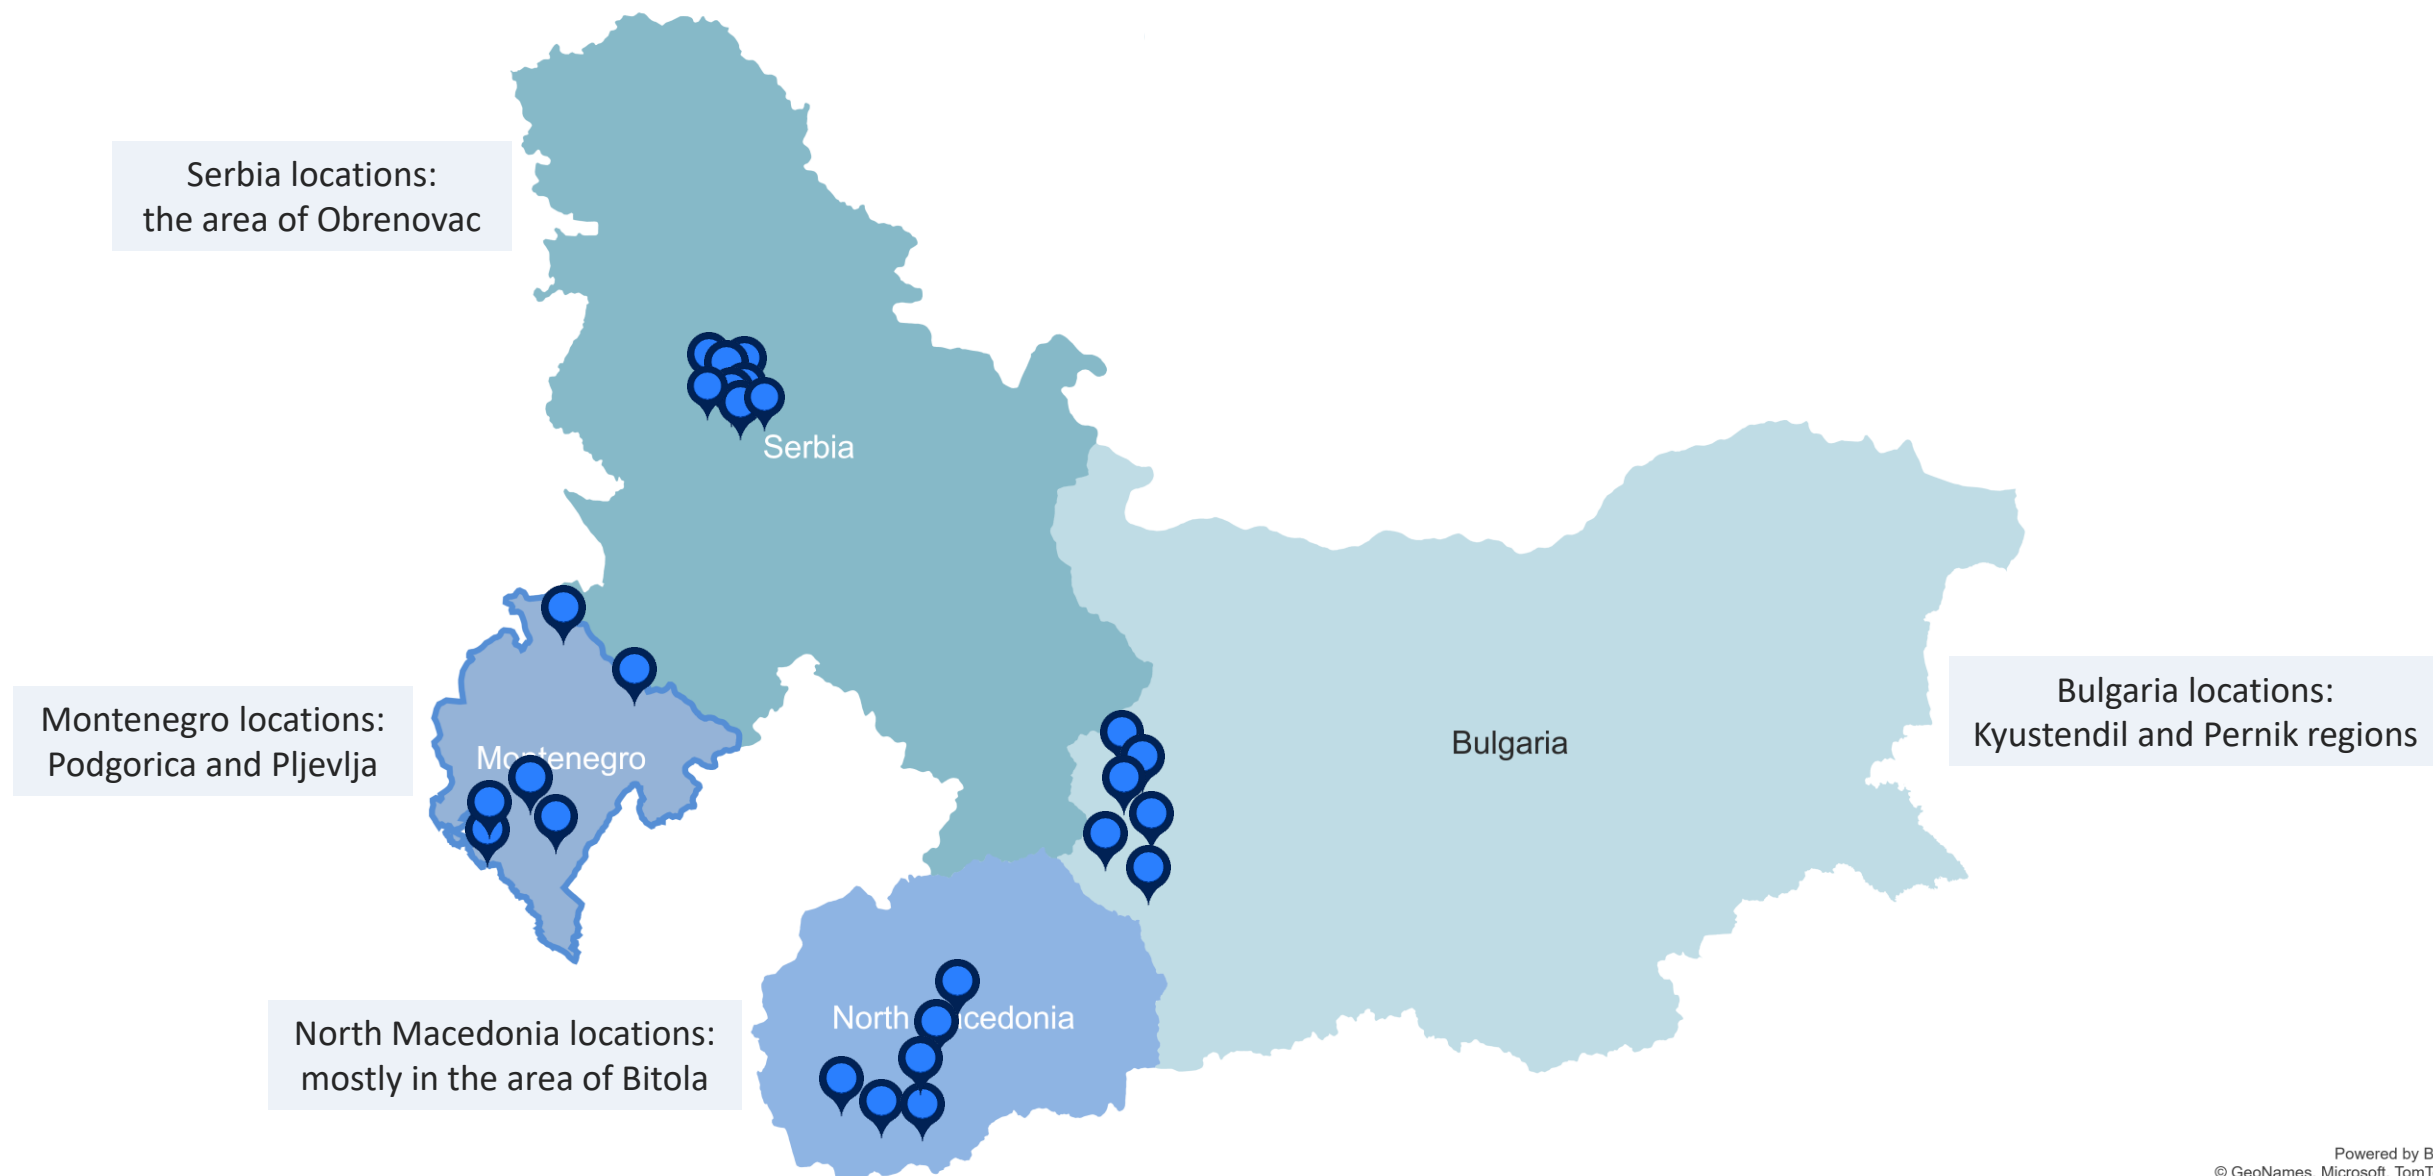 Serbia locations:
the area of Obrenovac
Serbia
Montenegro locations:
Podgorica and Pljevlja
Bulgaria locations:
Kyustendil and Pernik regions
Bulgaria
North Macedonia locations:
mostly in the area of Bitola
North
Powered by B
© GeoNames, Microsoft, TomT